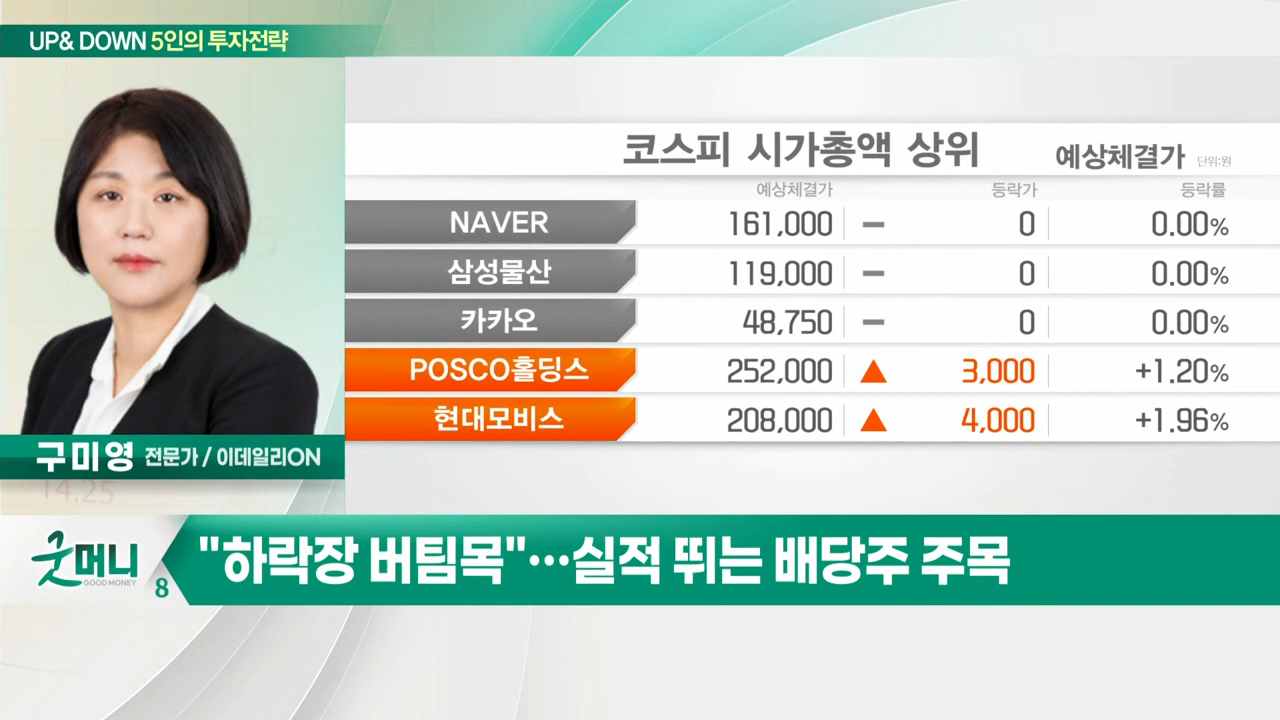 UP& DOWN 5인의 투자전략
코스피 시가총액 상위 예상체결가 단위:원
예상체결가 등락가 등락률
NAVER 161,000 0 0.00%
삼성물산 119,000 0 0.00%
카카오 48,750 0 0.00%
POSCO홀딩스 252,000 ▲ 3,000 +1.20%
현대모비스 208,000 ▲ 4,000 +1.96%
구미영 전문가 / 이데일리ON
14.25
굿머니
GOOD MONEY
8
"하락장 버팀목"…실적 뛰는 배당주 주목